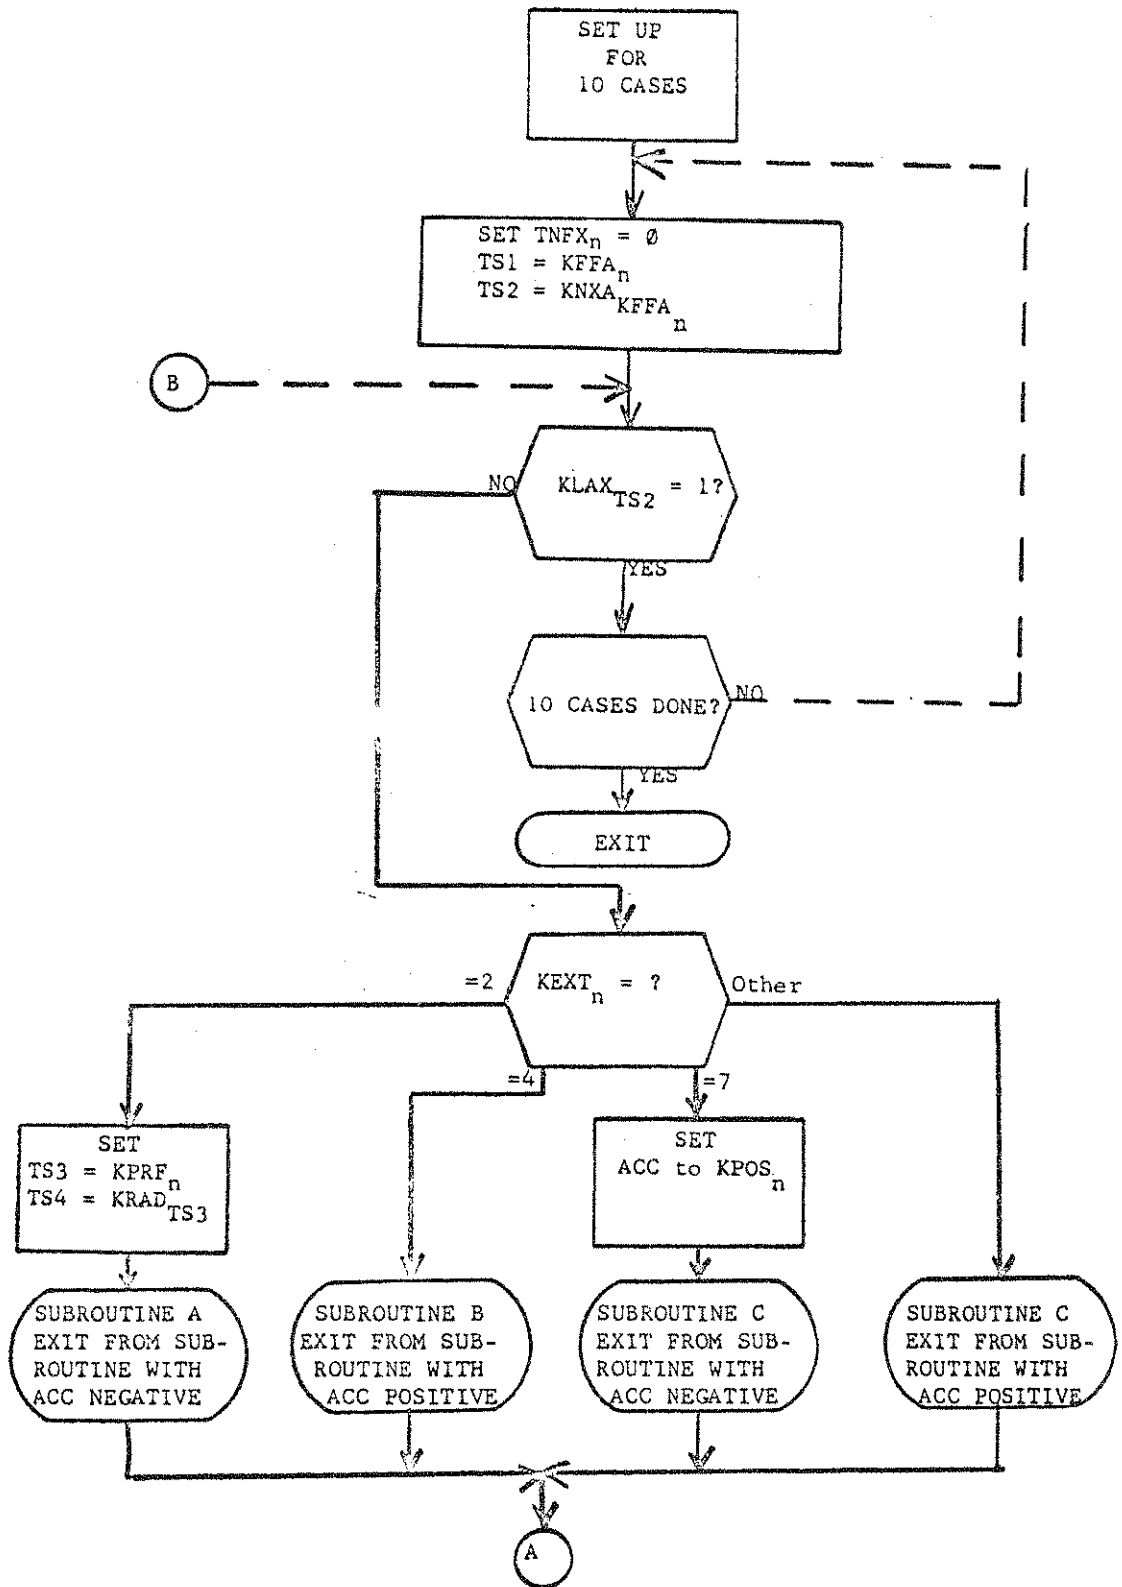 SET UP
FOR
10 CASES
SET TNFXn = Ø
TS1 = KFFAn
TS2 = KNXAKFFAn
B
KLAXTS2 = 1?
NO
YES
10 CASES DONE?
NO
YES
EXIT
KEXTn = ?
=2
Other
=4
=7
SET
TS3 = KPRFn
TS4 = KRADTS3
SET
ACC to KPOSn
SUBROUTINE A
EXIT FROM SUB-
ROUTINE WITH
ACC NEGATIVE
SUBROUTINE B
EXIT FROM SUB-
ROUTINE WITH
ACC POSITIVE
SUBROUTINE C
EXIT FROM SUB-
ROUTINE WITH
ACC NEGATIVE
SUBROUTINE C
EXIT FROM SUB-
ROUTINE WITH
ACC POSITIVE
A